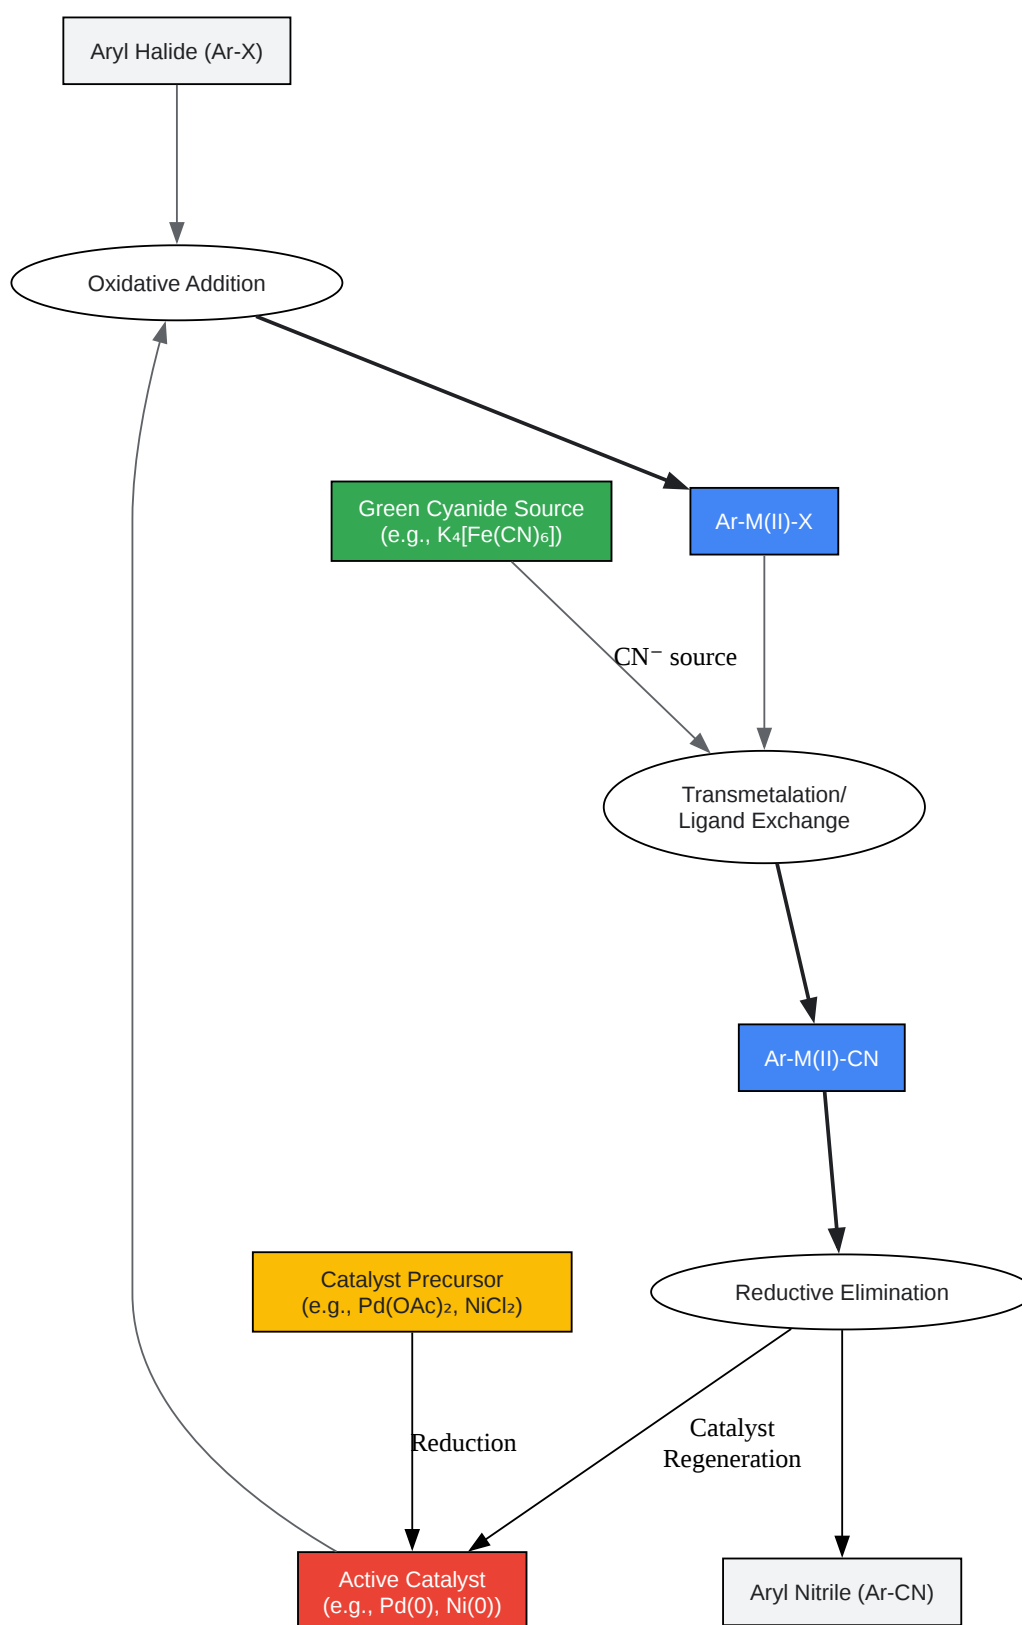 Aryl Halide (Ar-X)
Oxidative Addition
Green Cyanide Source
(e.g., K₄[Fe(CN)₆])
Ar-M(II)-X
CN⁻ source
Transmetalation/
Ligand Exchange
Ar-M(II)-CN
Catalyst Precursor
(e.g., Pd(OAc)₂, NiCl₂)
Reductive Elimination
Reduction
Catalyst
Regeneration
Active Catalyst
(e.g., Pd(0), Ni(0))
Aryl Nitrile (Ar-CN)